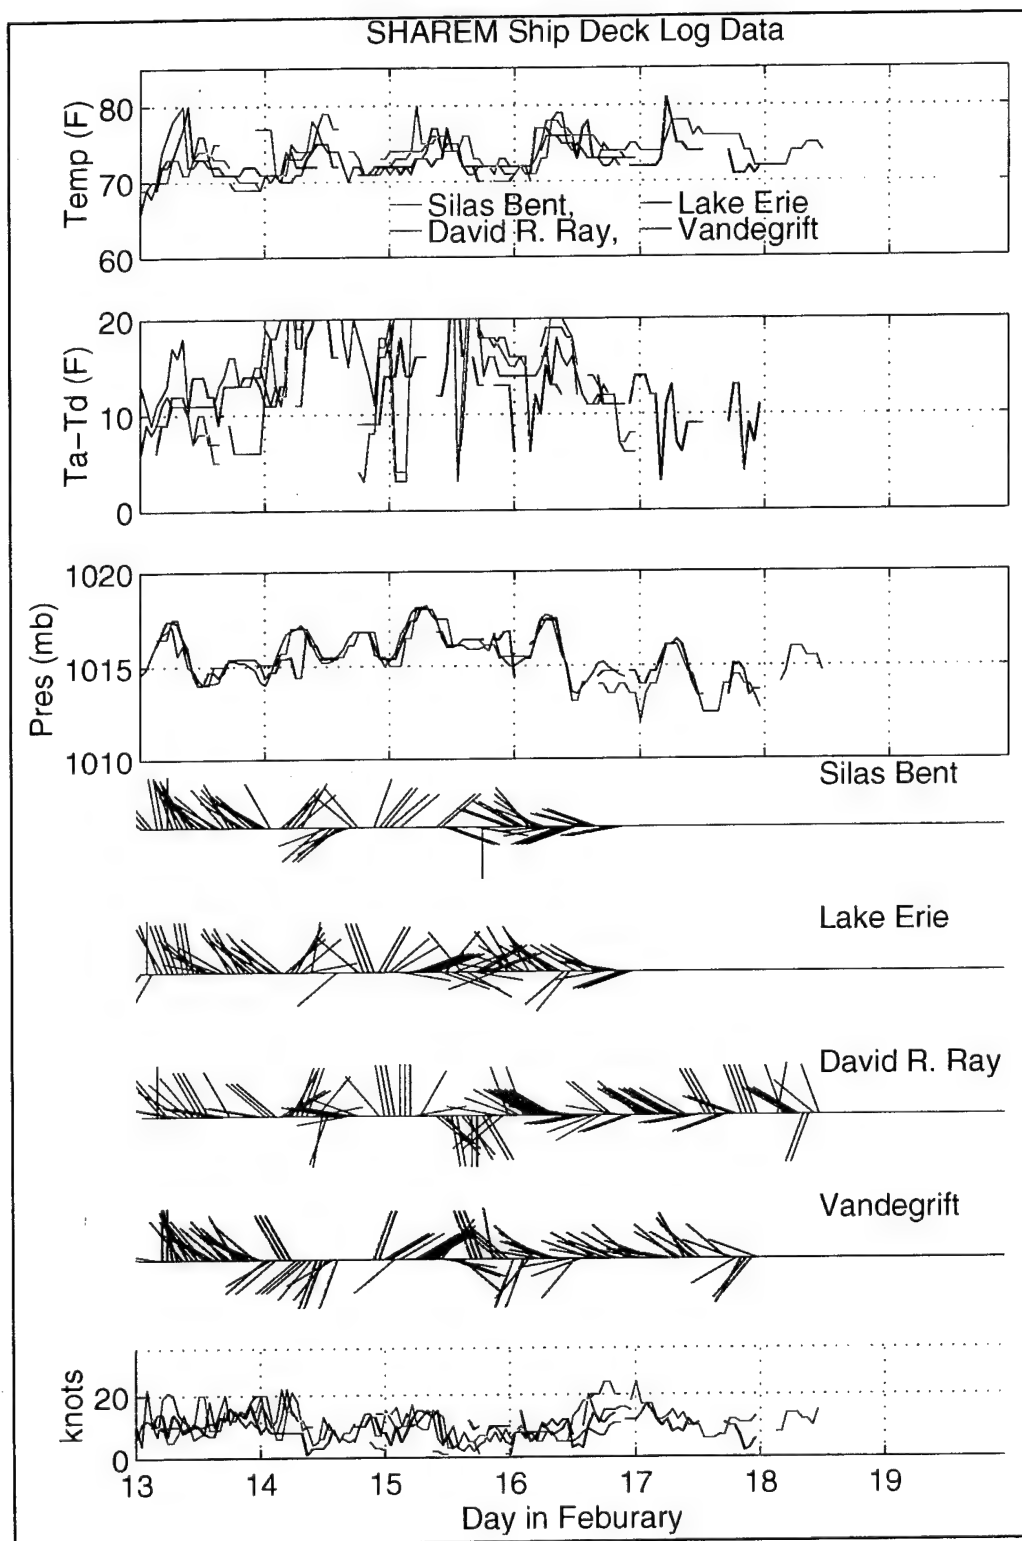 SHAREM Ship Deck Log Data
80
70
60
Temp (F)
Silas Bent,
Lake Erie
David R. Ray,
Vandegrift
20
10
0
Ta-Td (F)
1020
1015
1010
Pres (mb)
Silas Bent
Lake Erie
David R. Ray
Vandegrift
knots
20
0
13 14 15 16 17 18 19
Day in Feburary